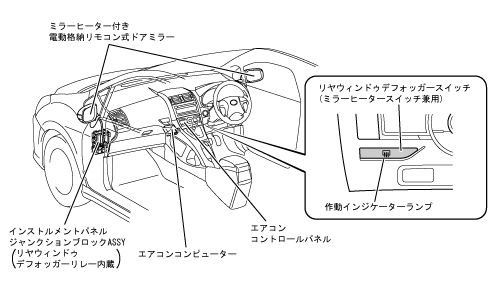 ミラーヒーター付き
電動格納リモコン式ドアミラー
リヤウィンドゥデフォッガースイッチ
(ミラーヒータースイッチ兼用)
作動インジケーターランプ
インストルメントパネル
ジャンクションブロックASSY
(リヤウィンドゥ
デフォッガーリレー内蔵)
エアコンコンピューター
エアコン
コントロールパネル